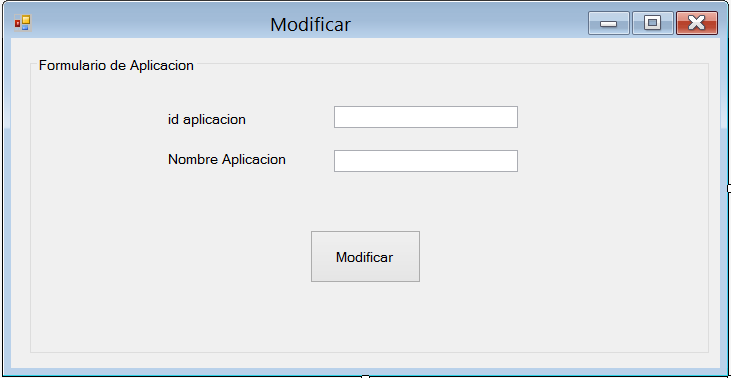 Modificar
Formulario de Aplicacion
id aplicacion
Nombre Aplicacion
Modificar